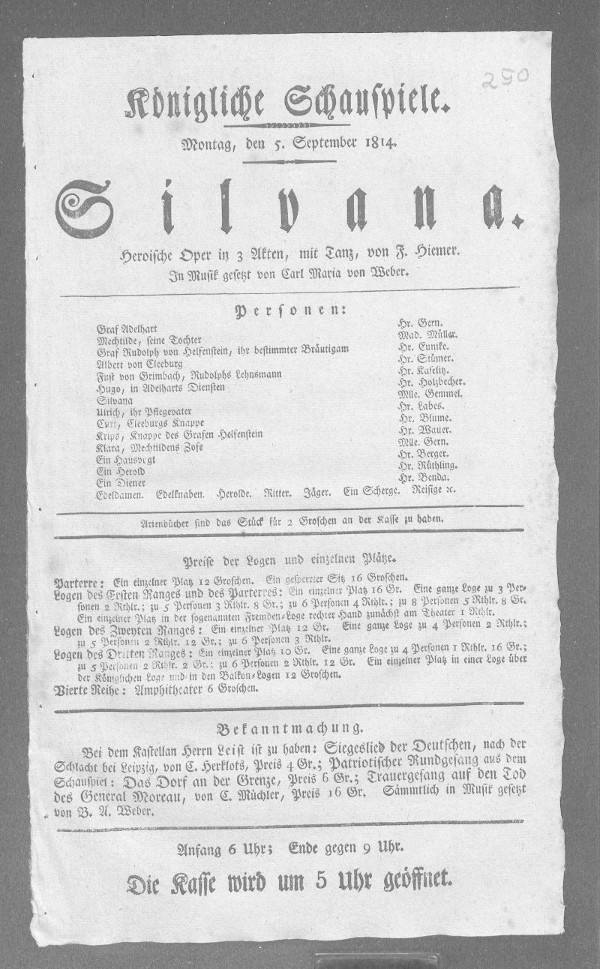 290
Königliche Schauspiele.
Montag, den 5. September 1814.
Silvana.
Heroische Oper in 3 Akten, mit Tanz, von F. Hiemer.
In Musik gesetzt von Carl Maria von Weber.
Personen:
Graf Adelhart Hr. Gern.
Mechtilde, seine Tochter Mad. Müller.
Graf Rudolph von Helfenstein, ihr bestimmter Bräutigam Hr. Eunike.
Albert von Cleeburg Hr. Stümer.
Fust von Grimbach, Rudolphs Lehnsmann Hr. Kaselitz.
Hugo, in Adelharts Diensten Hr. Holzbecher.
Silvana Mlle. Gemmel.
Ulrich, ihr Pflegevater Hr. Labes.
Curt, Cleeburgs Knappe Hr. Blume.
Krips, Knappe des Grafen Helfenstein Hr. Wauer.
Klara, Mechtildens Zofe Mlle. Gern.
Ein Hausvogt Hr. Berger.
Ein Herold Hr. Rüthling.
Ein Diener Hr. Benda.
Edeldamen. Edelknaben. Herolde. Ritter. Jäger. Ein Scherge. Reisige ꝛc.
Arienbücher sind das Stück für 2 Groschen an der Kasse zu haben.
Preise der Logen und einzelnen Plätze.
Parterre: Ein einzelner Platz 12 Groschen. Ein gesperrter Sitz 16 Groschen.
Logen des Ersten Ranges und des Parterres: Ein einzelner Platz 16 Gr. Eine ganze Loge zu 3 Per-
sonen 2 Rthlr.; zu 5 Personen 3 Rthlr. 8 Gr.; zu 6 Personen 4 Rthlr.; zu 8 Personen 5 Rthlr. 8 Gr.
Ein einzelner Platz in der sogenannten Fremden-Loge rechter Hand zunächst am Theater 1 Rthlr.
Logen des Zweyten Ranges: Ein einzelner Platz 12 Gr. Eine ganze Loge zu 4 Personen 2 Rthlr.;
zu 5 Personen 2 Rthlr. 12 Gr.; zu 6 Personen 3 Rthlr.
Logen des Dritten Ranges: Ein einzelner Platz 10 Gr. Eine ganze Loge zu 4 Personen 1 Rthlr. 16 Gr.;
zu 5 Personen 2 Rthlr. 2 Gr.; zu 6 Personen 2 Rthlr. 12 Gr. Ein einzelner Platz in einer Loge über
der Königlichen Loge und in den Balkon-Logen 12 Groschen.
Vierte Reihe: Amphitheater 6 Groschen.
Bekanntmachung.
Bei dem Kastellan Herrn Leist ist zu haben: Siegeslied der Deutschen, nach der
Schlacht bei Leipzig, von C. Herklots, Preis 4 Gr.; Patriotischer Rundgesang aus dem
Schauspiel: Das Dorf an der Grenze, Preis 6 Gr.; Trauergesang auf den Tod
des General Moreau, von C. Müchler, Preis 16 Gr. Sämmtlich in Musik gesetzt
von B. A. Weber.
Anfang 6 Uhr; Ende gegen 9 Uhr.
Die Kasse wird um 5 Uhr geöffnet.